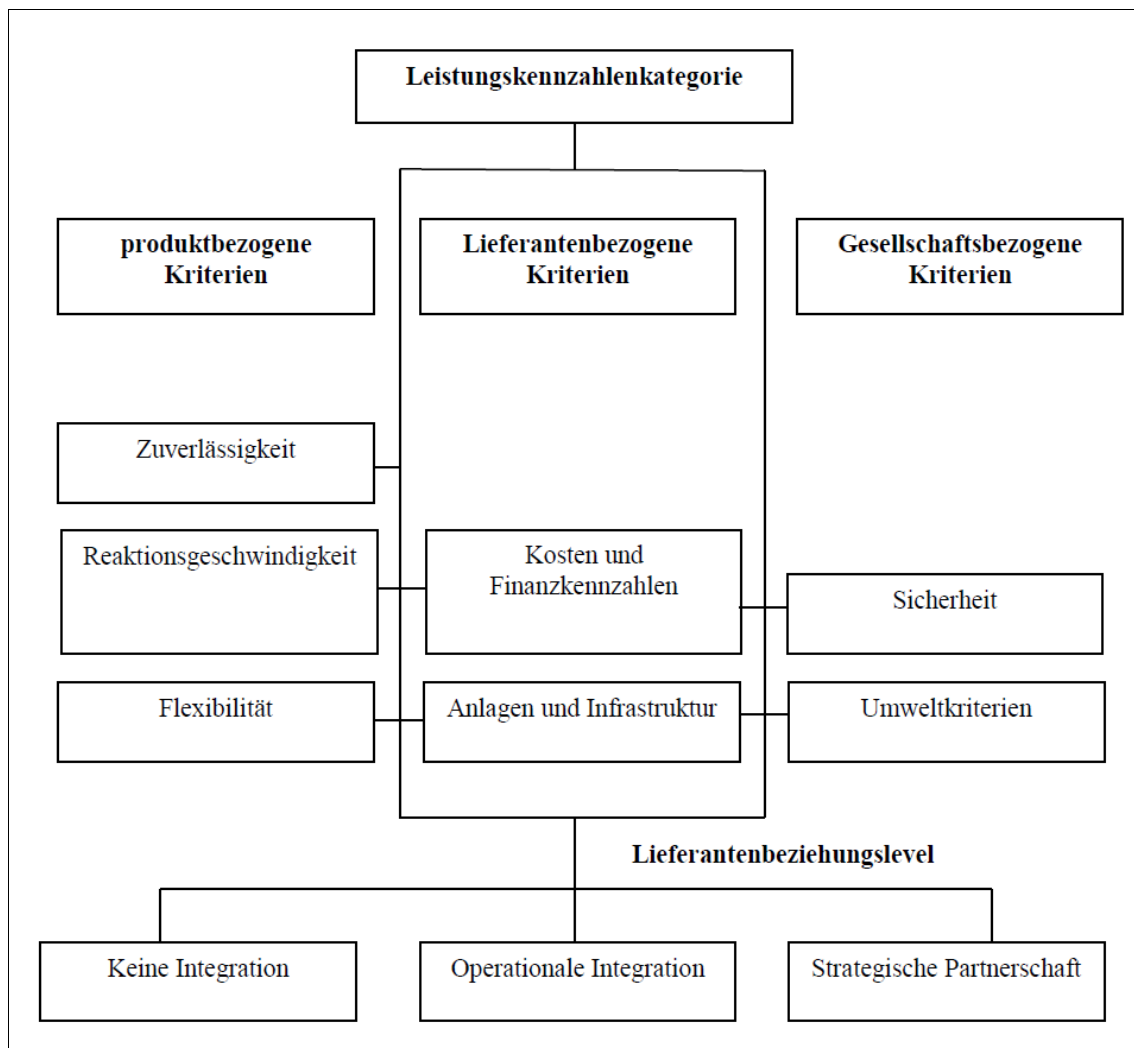 Leistungskennzahlenkategorie
produktbezogene
Kriterien
Lieferantenbezogene
Kriterien
Gesellschaftsbezogene
Kriterien
Zuverlässigkeit
Reaktionsgeschwindigkeit
Kosten und
Finanzkennzahlen
Sicherheit
Flexibilität
Anlagen und Infrastruktur
Umweltkriterien
Lieferantenbeziehungslevel
Keine Integration
Operationale Integration
Strategische Partnerschaft